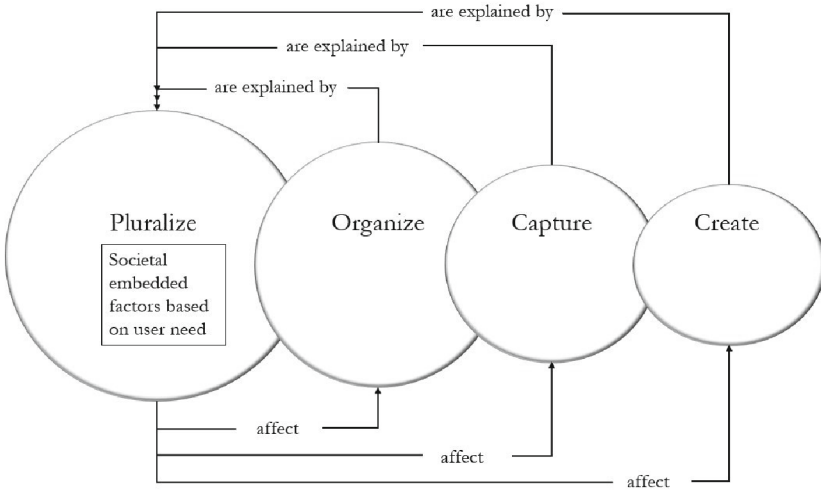 are explained by
are explained by
are explained by
Pluralize
Organize
Capture
Create
Societal
embedded
factors based
on user need
affect
affect
affect